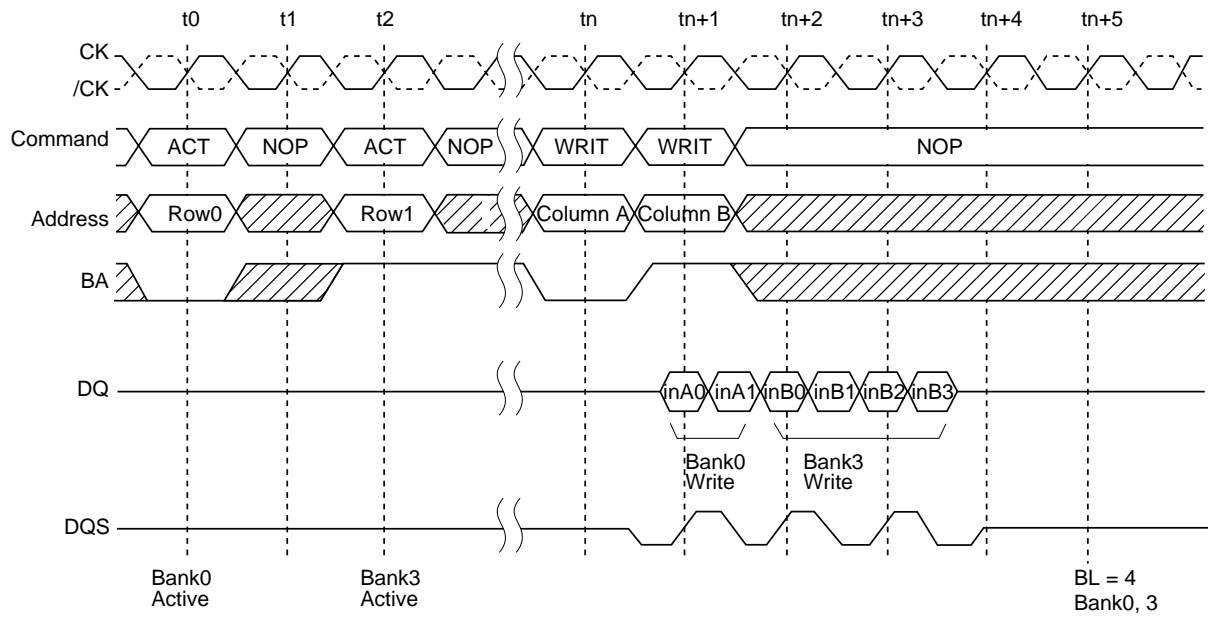 t0 t1 t2 tn tn+1 tn+2 tn+3 tn+4 tn+5
CK
/CK
Command ACT NOP ACT NOP WRIT WRIT NOP
Address Row0 Row1 Column A Column B
BA
DQ inA0 inA1 inB0 inB1 inB2 inB3
Bank0 Bank3
Write Write
DQS
Bank0 Bank3 BL = 4
Active Active Bank0, 3